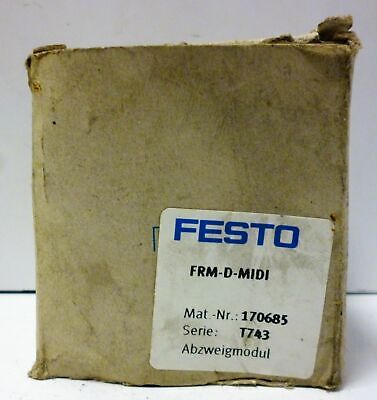 FESTO
FRM-D-MIDI
Mat.-Nr.: 170685
Serie: T743
Abzweigmodul